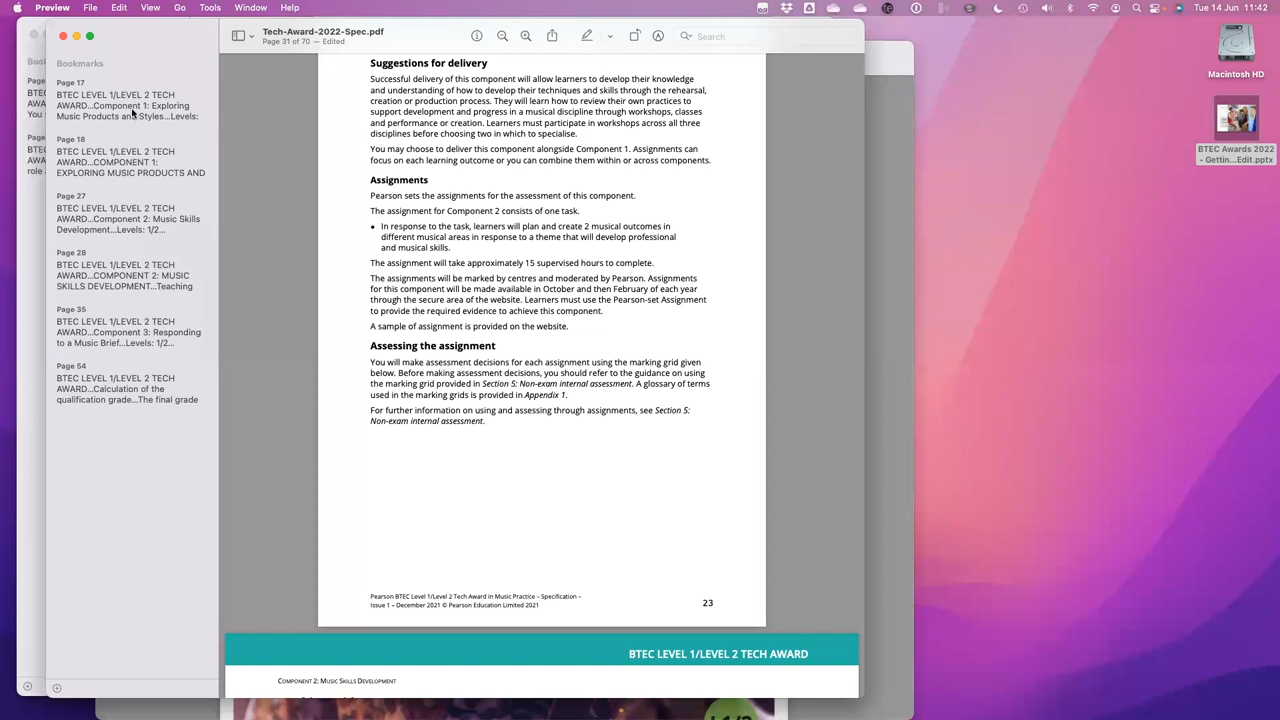 Preview File Edit View Go Tools Window Help
Tue 14 Jun 11:42
Tech-Award-2022-Spec.pdf
Page 31 of 70 — Edited
Search
Bookmarks
Page 17
BTEC LEVEL 1/LEVEL 2 TECH
AWARD...Component 1: Exploring
Music Products and Styles...Levels:
Page 18
BTEC LEVEL 1/LEVEL 2 TECH
AWARD...COMPONENT 1:
EXPLORING MUSIC PRODUCTS AND
Page 27
BTEC LEVEL 1/LEVEL 2 TECH
AWARD...Component 2: Music Skills
Development...Levels: 1/2...
Page 28
BTEC LEVEL 1/LEVEL 2 TECH
AWARD...COMPONENT 2: MUSIC
SKILLS DEVELOPMENT...Teaching
Page 35
BTEC LEVEL 1/LEVEL 2 TECH
AWARD...Component 3: Responding
to a Music Brief...Levels: 1/2...
Page 54
BTEC LEVEL 1/LEVEL 2 TECH
AWARD...Calculation of the
qualification grade...The final grade
Suggestions for delivery
Successful delivery of this component will allow learners to develop their knowledge
and understanding of how to develop their techniques and skills through the rehearsal,
creation or production process. They will learn how to review their own practices to
support development and progress in a musical discipline through workshops, classes
and performance or creation. Learners must participate in workshops across all three
disciplines before choosing two in which to specialise.
You may choose to deliver this component alongside Component 1. Assignments can
focus on each learning outcome or you can combine them within or across components.
Assignments
Pearson sets the assignments for the assessment of this component.
The assignment for Component 2 consists of one task.
• In response to the task, learners will plan and create 2 musical outcomes in
different musical areas in response to a theme that will develop professional
and musical skills.
The assignment will take approximately 15 supervised hours to complete.
The assignments will be marked by centres and moderated by Pearson. Assignments
for this component will be made available in October and then February of each year
through the secure area of the website. Learners must use the Pearson-set Assignment
to provide the required evidence to achieve this component.
A sample of assignment is provided on the website.
Assessing the assignment
You will make assessment decisions for each assignment using the marking grid given
below. Before making assessment decisions, you should refer to the guidance on using
the marking grid provided in Section 5: Non-exam internal assessment. A glossary of terms
used in the marking grids is provided in Appendix 1.
For further information on using and assessing through assignments, see Section 5:
Non-exam internal assessment.
Pearson BTEC Level 1/Level 2 Tech Award in Music Practice – Specification –
Issue 1 – December 2021 © Pearson Education Limited 2021
23
BTEC LEVEL 1/LEVEL 2 TECH AWARD
COMPONENT 2: MUSIC SKILLS DEVELOPMENT
Macintosh HD
BTEC Awards 2022
- Gettin...Edit.pptx